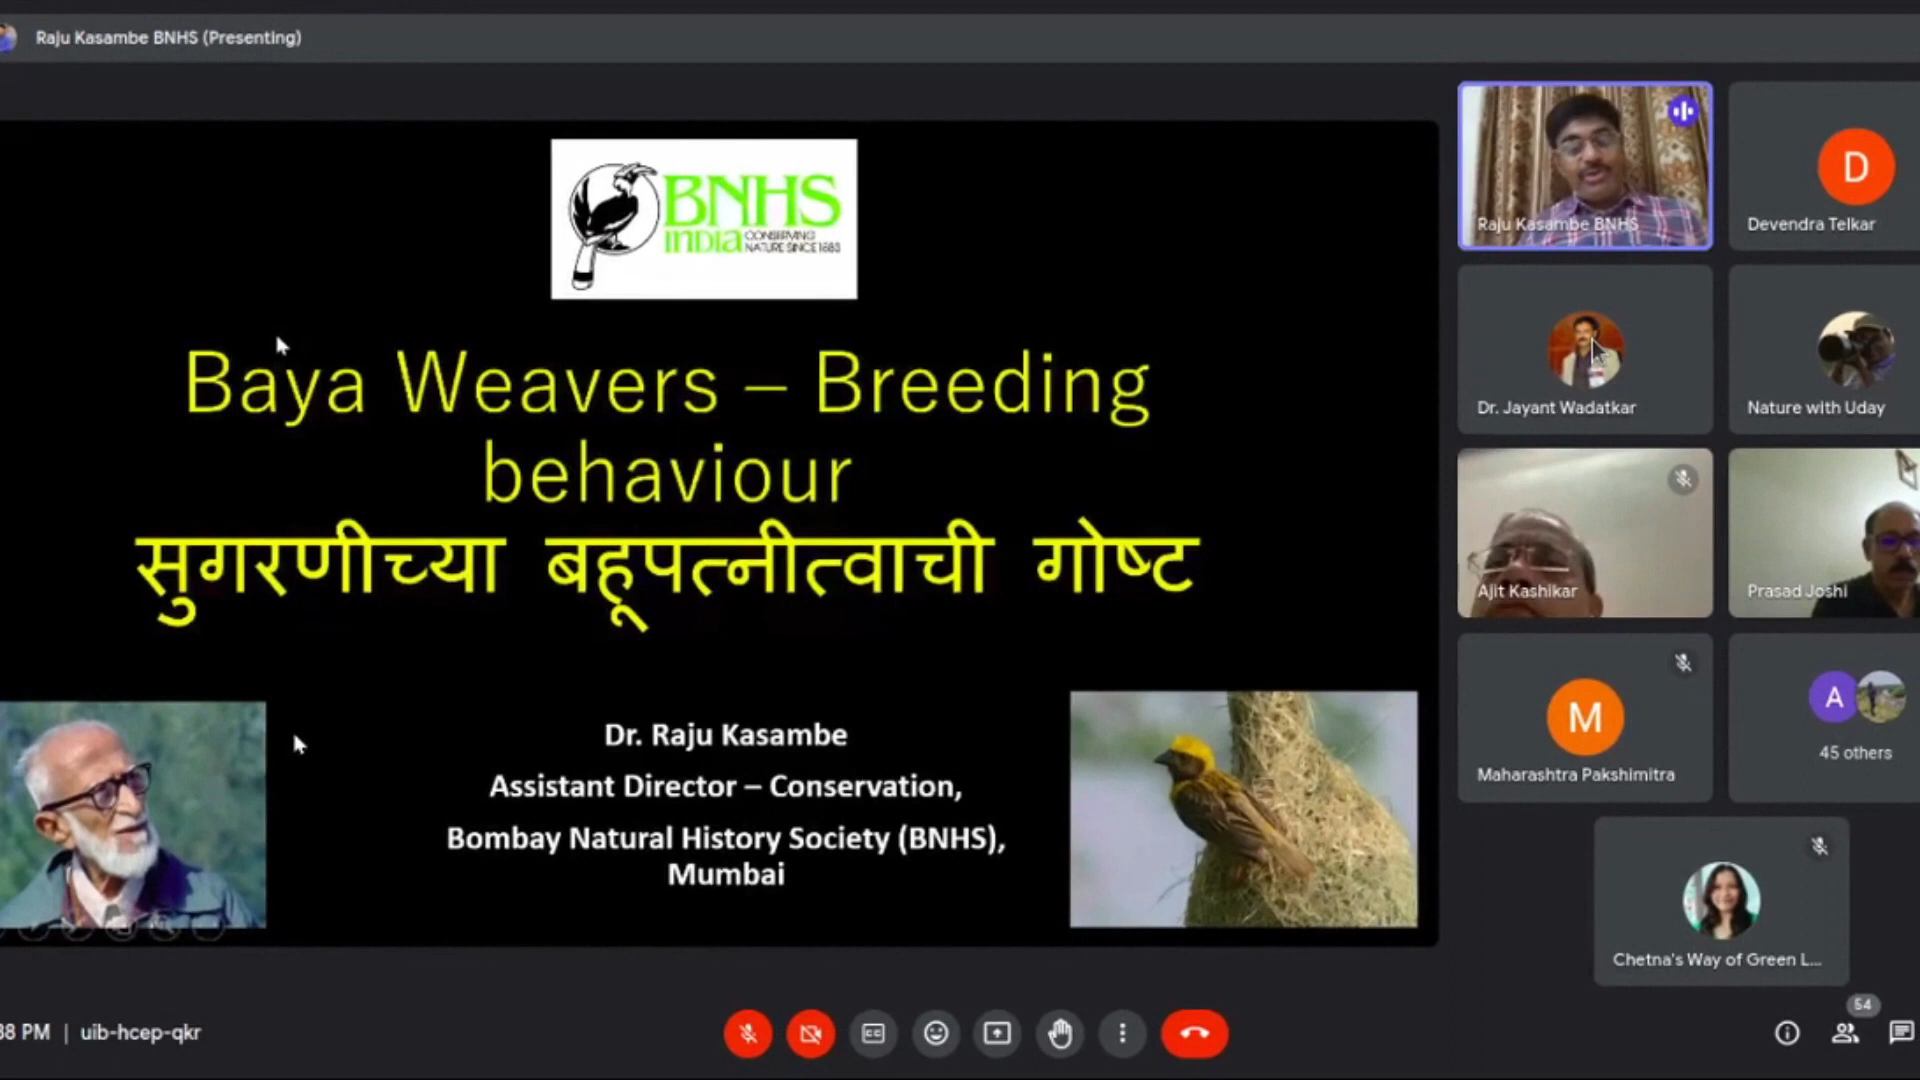 Raju Kasambe BNHS (Presenting)
BNHS
INDIA
CONSERVING
NATURE SINCE 1883
Baya Weavers – Breeding
behaviour
सुगरणीच्या बहूपत्नीत्वाची गोष्ट
Dr. Raju Kasambe
Assistant Director – Conservation,
Bombay Natural History Society (BNHS),
Mumbai
Raju Kasambe BNHS
D
Devendra Telkar
Dr. Jayant Wadatkar
Nature with Uday
Ajit Kashikar
Prasad Joshi
M
Maharashtra Pakshimitra
A
45 others
Chetna's Way of Green L...
38 PM | uib-hcep-qkr
CC
54